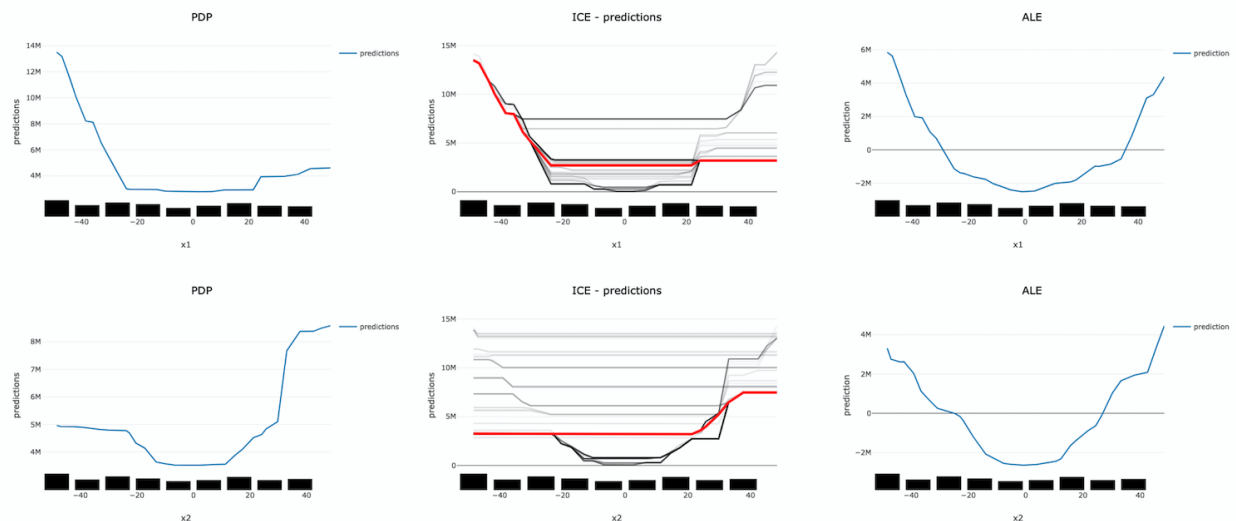 PDP
14M
12M
10M
8M
6M
4M
predictions
predictions
−40
−20
0
20
40
x1
ICE - predictions
15M
10M
5M
0
predictions
−40
−20
0
20
40
x1
ALE
6M
4M
2M
0
−2M
prediction
prediction
−40
−20
0
20
40
x1
PDP
8M
7M
6M
5M
4M
predictions
predictions
−40
−20
0
20
40
x2
ICE - predictions
15M
10M
5M
0
predictions
−40
−20
0
20
40
x2
ALE
4M
2M
0
−2M
prediction
prediction
−40
−20
0
20
40
x2